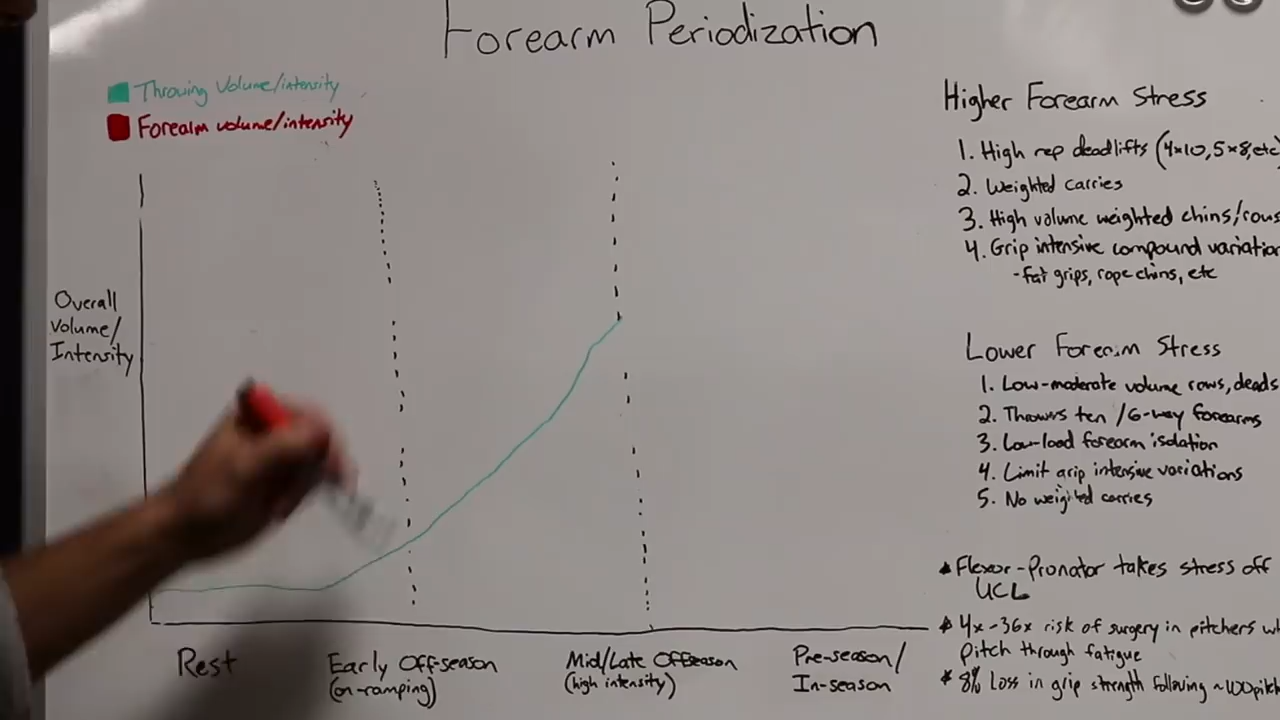 Forearm Periodization
Throwing Volume/intensity
Forearm volume/intensity
Overall
Volume/
Intensity
Rest
Early Off-season
(on-ramping)
Mid/Late Offseason
(high intensity)
Pre-season/
In-season
Higher Forearm Stress
1. High rep deadlifts (4x10, 5x8, etc
2. Weighted carries
3. High volume weighted chins/rows
4. Grip intensive compound variation
-fat grips, rope chins, etc
Lower Forearm Stress
1. Low-moderate volume rows, deads
2. Throwers ten /6-way forearms
3. Low-load forearm isolation
4. Limit grip intensive variations
5. No weighted carries
* Flexor-Pronator takes stress off
UCL
* 4x-36x risk of surgery in pitchers wh
pitch through fatigue
* 8% Loss in grip strength following ~100 pitch